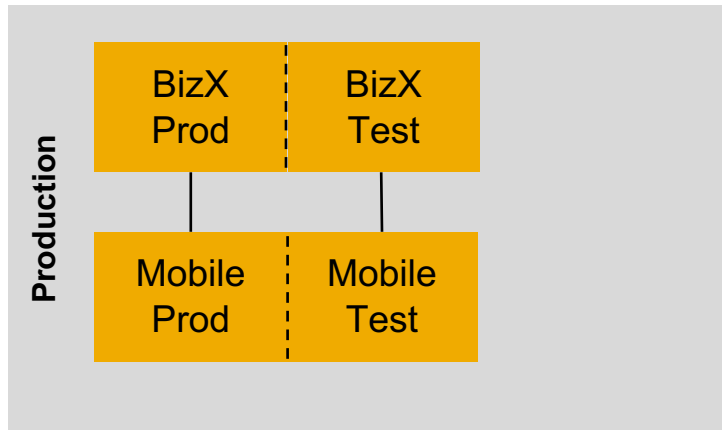 Production
BizX
Prod
BizX
Test
Mobile
Prod
Mobile
Test